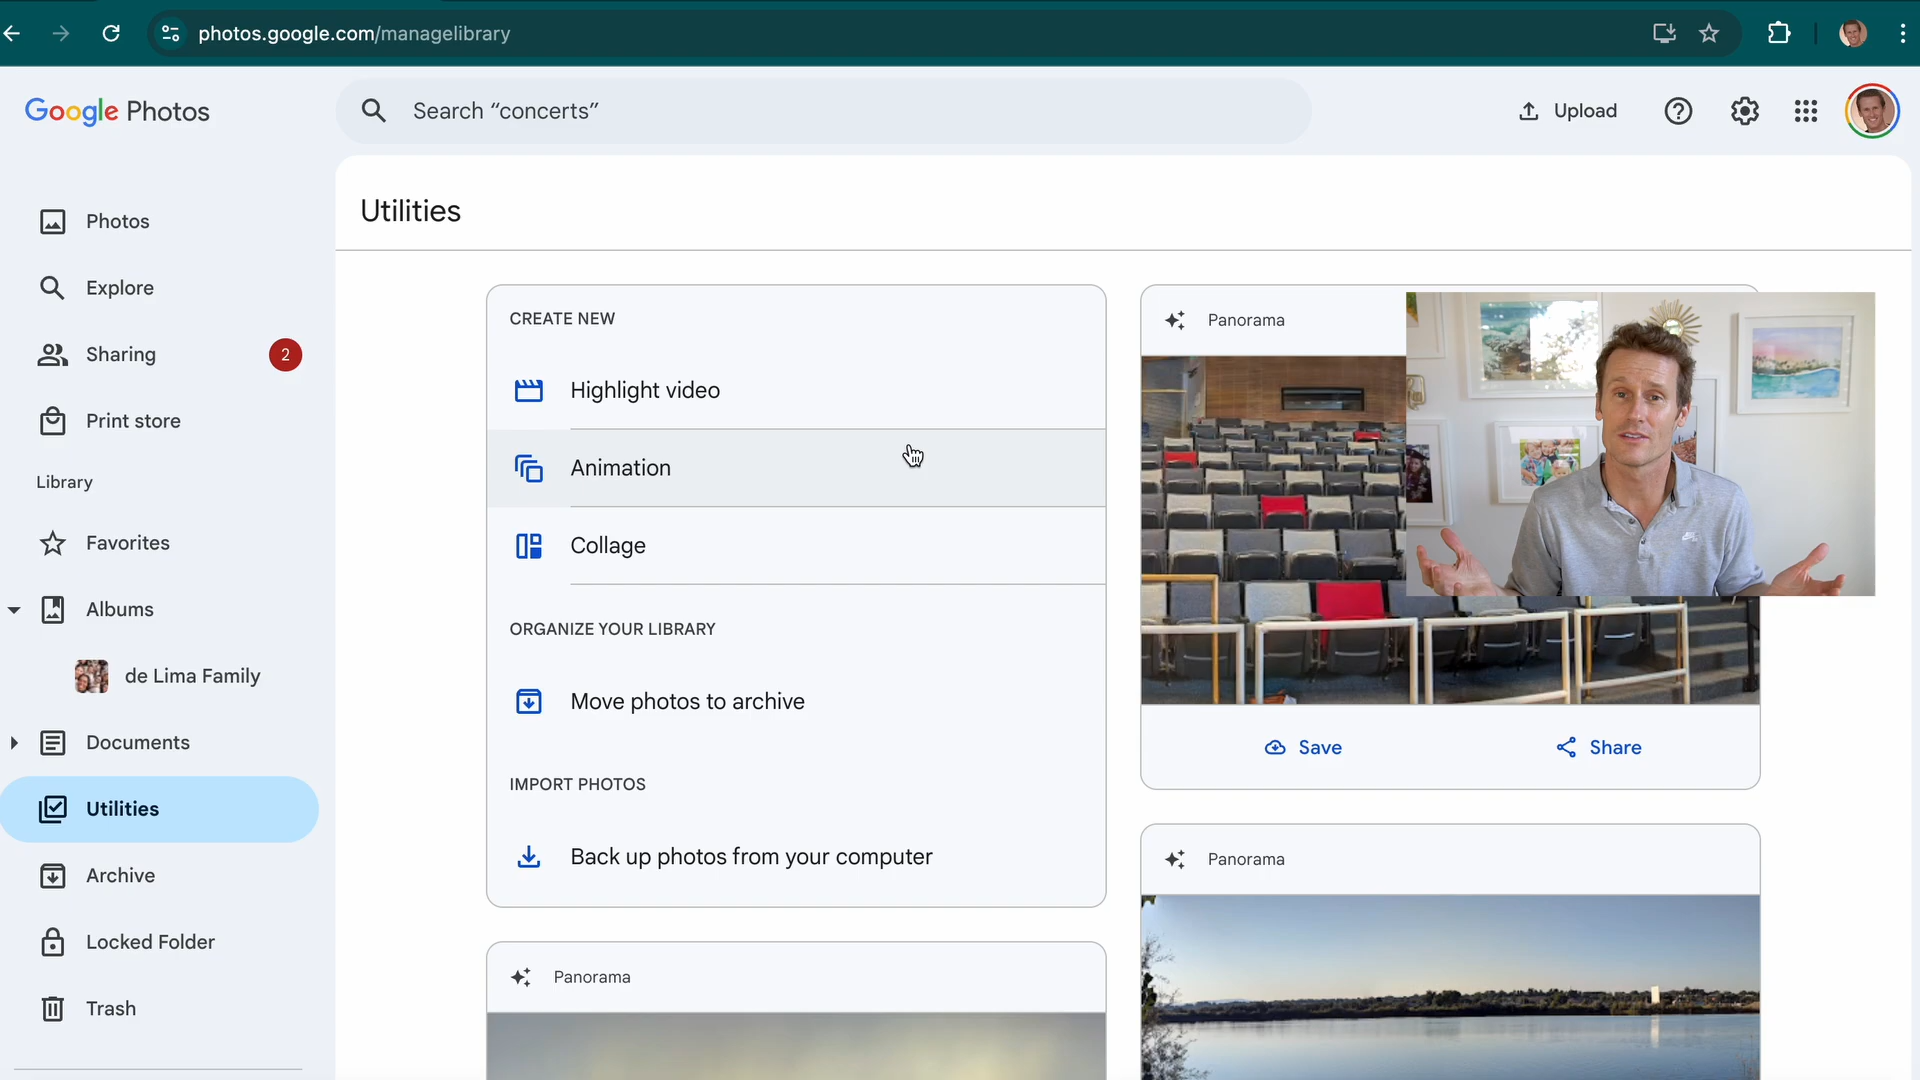 photos.google.com/managelibrary
Google Photos
Search “concerts”
Upload
Photos
Explore
Sharing
2
Print store
Library
Favorites
Albums
de Lima Family
Documents
Utilities
Archive
Locked Folder
Trash
Utilities
CREATE NEW
Highlight video
Animation
Collage
ORGANIZE YOUR LIBRARY
Move photos to archive
IMPORT PHOTOS
Back up photos from your computer
Panorama
Panorama
Save
Share
Panorama